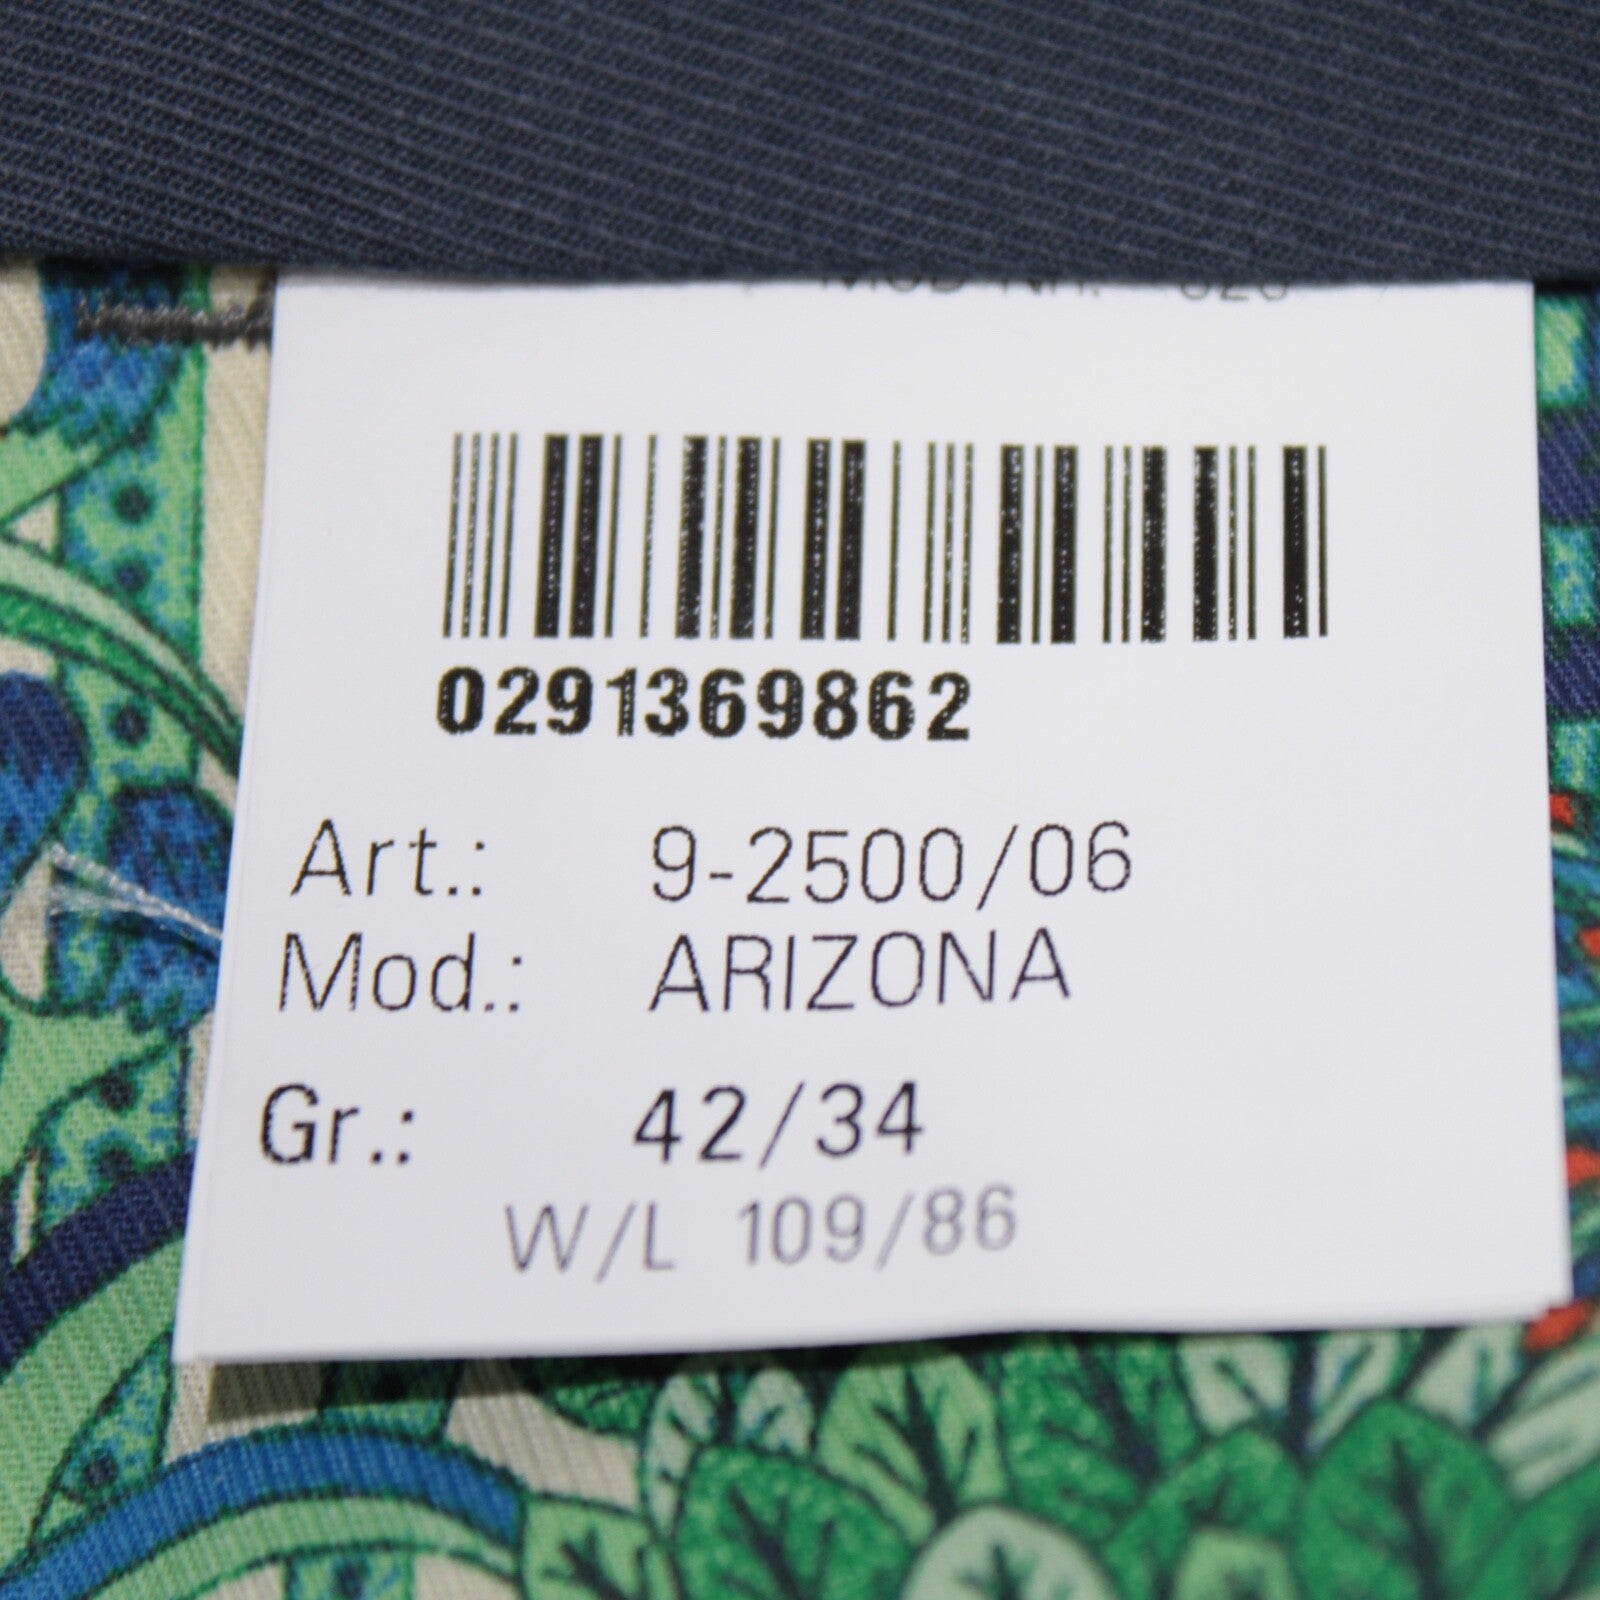 0291369862
Art.: 9-2500/06
Mod.: ARIZONA
Gr.: 42/34
W/L 109/86